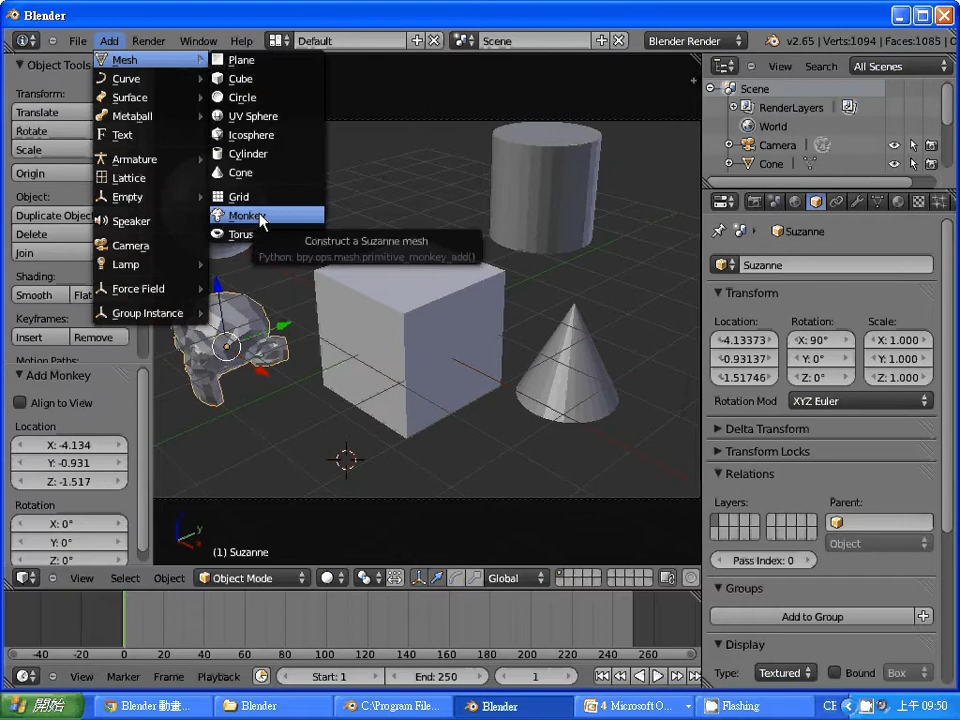 Blender
File Add Render Window Help Default Scene Blender Render v2.65 | Verts:1094 | Faces:1085 |
Object Tools
Transform:
Translate
Rotate
Scale
Origin
Object:
Duplicate Objec
Delete
Join
Shading:
Smooth Flat
Keyframes:
Insert Remove
Motion Paths:
Mesh
Curve
Surface
Metaball
Text
Armature
Lattice
Empty
Speaker
Camera
Lamp
Force Field
Group Instance
Plane
Cube
Circle
UV Sphere
Icosphere
Cylinder
Cone
Grid
Monkey
Torus
Construct a Suzanne mesh
Python: bpy.ops.mesh.primitive_monkey_add()
Add Monkey
Align to View
Location
X: -4.134
Y: -0.931
Z: -1.517
Rotation
X: 0°
Y: 0°
Z: 0°
(1) Suzanne
View Select Object Object Mode Global
-40 -20 0 20 40 60 80 100 120 140 160 180 200 220 240 260
View Marker Frame Playback Start: 1 End: 250 1
View Search All Scenes
Scene
RenderLayers
World
Camera
Cone
Suzanne
Suzanne
Transform
Location: Rotation: Scale:
-4.13373 X: 90° X: 1.000
-0.93137 Y: 0° Y: 1.000
-1.51746 Z: 0° Z: 1.000
Rotation Mod XYZ Euler
Delta Transform
Transform Locks
Relations
Layers: Parent:
Object
Pass Index: 0
Groups
Add to Group
Display
Type: Textured Bound Box
開始 Blender 動畫... Blender C:\Program File... Blender 4 Microsoft O... Flashing CE 上午 09:50